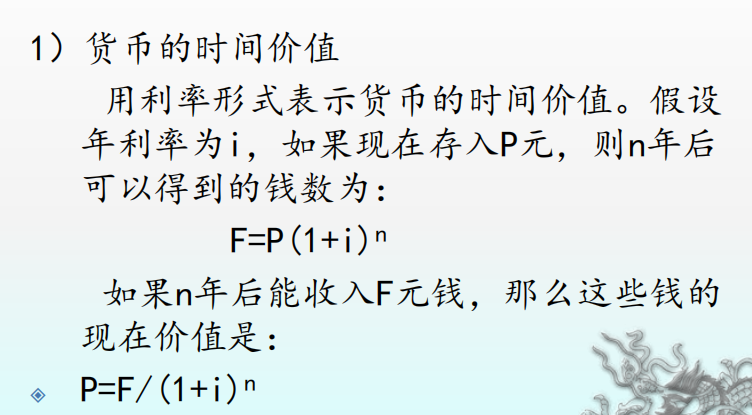 1）货币的时间价值
用利率形式表示货币的时间价值。假设
年利率为i，如果现在存入P元，则n年后
可以得到的钱数为：
F=P(1+i)ⁿ
如果n年后能收入F元钱，那么这些钱的
现在价值是：
P=F/(1+i)ⁿ